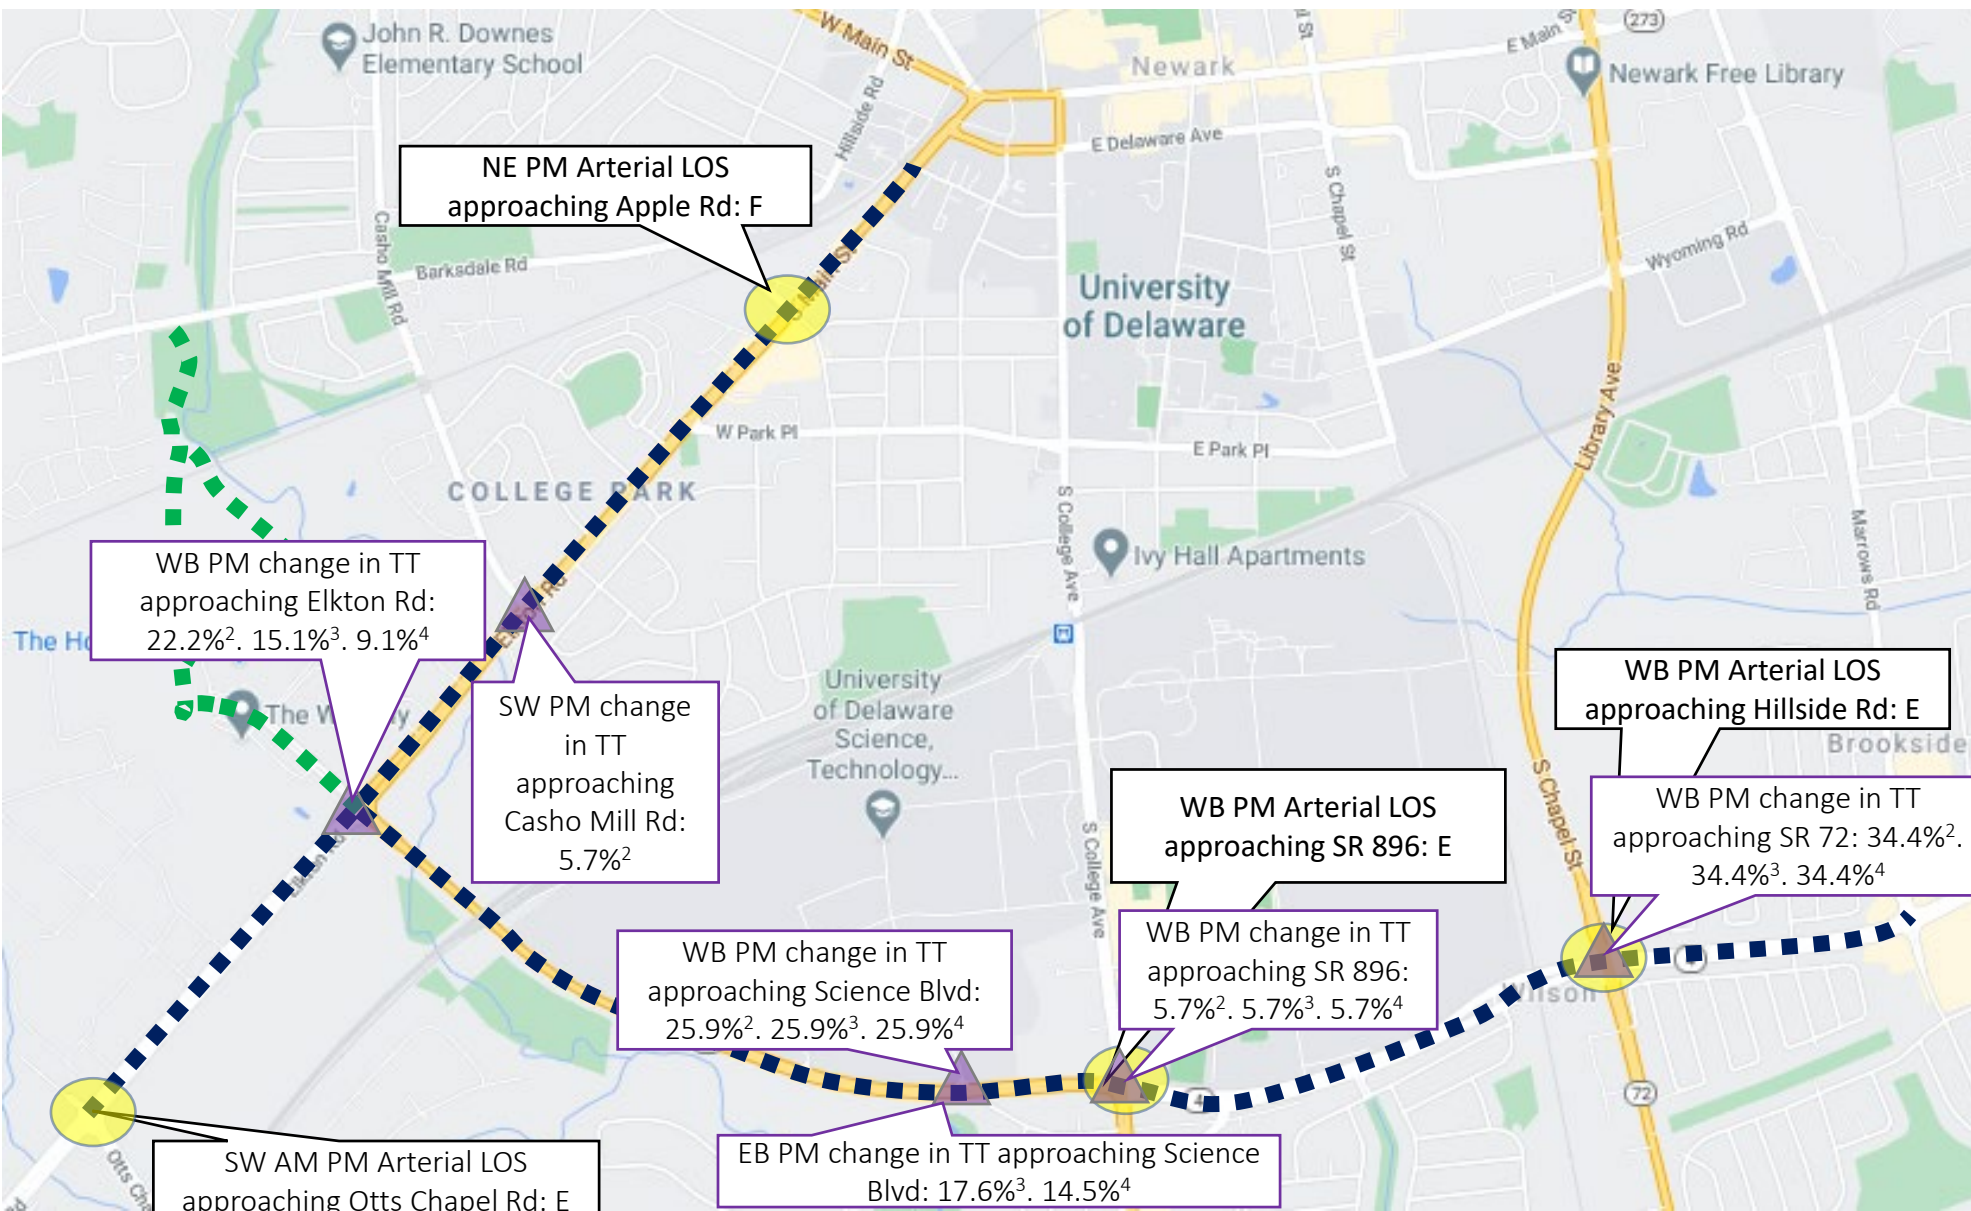 John R. Downes
Elementary School
W Main St
Newark
E Main S
273
Newark Free Library
Hillside Rd
E Delaware Ave
NE PM Arterial LOS
approaching Apple Rd: F
S Chapel St
Casho Mill Rd
Barksdale Rd
Wyoming Rd
University
of Delaware
Library Ave
W Park Pl
E Park Pl
COLLEGE PARK
S College Ave
Ivy Hall Apartments
Marrows Rd
WB PM change in TT
approaching Elkton Rd:
22.2%². 15.1%³. 9.1%⁴
The Ho
The W
y
SW PM change
in TT
approaching
Casho Mill Rd:
5.7%²
University
of Delaware
Science,
Technology...
WB PM Arterial LOS
approaching Hillside Rd: E
Brookside
S Chapel St
WB PM Arterial LOS
approaching SR 896: E
WB PM change in TT
approaching SR 72: 34.4%².
34.4%³. 34.4%⁴
S College Ave
WB PM change in TT
approaching Science Blvd:
25.9%². 25.9%³. 25.9%⁴
WB PM change in TT
approaching SR 896:
5.7%². 5.7%³. 5.7%⁴
Wilson
4
72
EB PM change in TT approaching Science
Blvd: 17.6%³. 14.5%⁴
Otts Cha
SW AM PM Arterial LOS
approaching Otts Chapel Rd: E